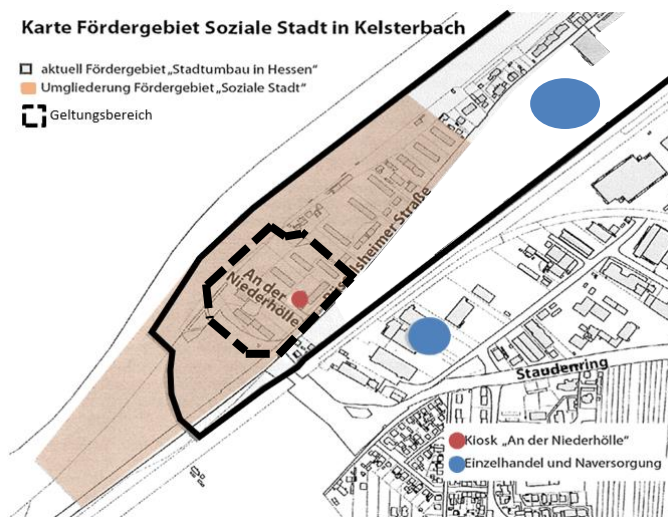 Karte Fördergebiet Soziale Stadt in Kelsterbach
aktuell Fördergebiet „Stadtumbau in Hessen“
Umgliederung Fördergebiet „Soziale Stadt“
Geltungsbereich
An der
Niederhölle
Straße
Staudenring
Kiosk „An der Niederhölle“
Einzelhandel und Naversorgung